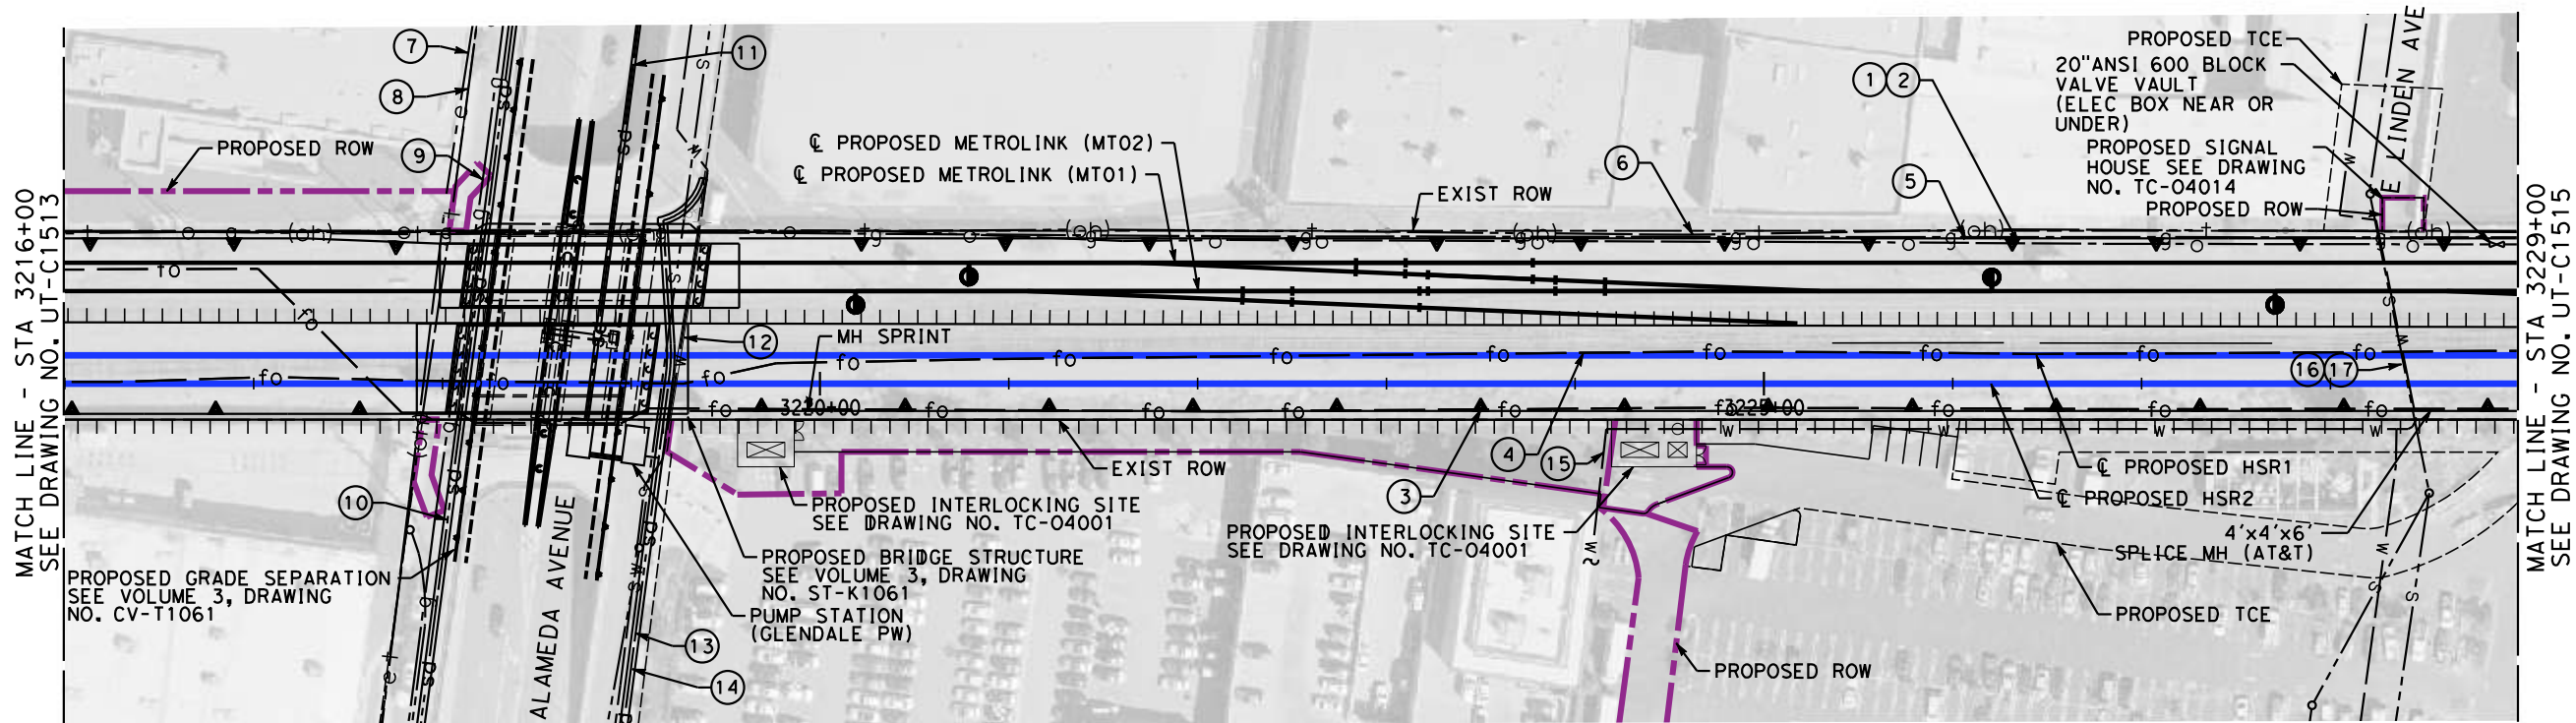 MATCH LINE - STA 3216+00
SEE DRAWING NO. UT-C1513
7
8
9
11
PROPOSED ROW
℄ PROPOSED METROLINK (MT02)
℄ PROPOSED METROLINK (MT01)
EXIST ROW
6
5
1 2
PROPOSED TCE
20"ANSI 600 BLOCK
VALVE VAULT
(ELEC BOX NEAR OR
UNDER)
PROPOSED SIGNAL
HOUSE SEE DRAWING
NO. TC-04014
PROPOSED ROW
E LINDEN AVE
12
MH SPRINT
16 17
3220+00
3225+00
10
EXIST ROW
PROPOSED INTERLOCKING SITE
SEE DRAWING NO. TC-04001
PROPOSED BRIDGE STRUCTURE
SEE VOLUME 3, DRAWING
NO. ST-K1061
PUMP STATION
(GLENDALE PW)
PROPOSED GRADE SEPARATION
SEE VOLUME 3, DRAWING
NO. CV-T1061
ALAMEDA AVENUE
13
14
3
4
15
PROPOSED INTERLOCKING SITE
SEE DRAWING NO. TC-04001
℄ PROPOSED HSR1
℄ PROPOSED HSR2
4'x4'x6'
SPLICE MH (AT&T)
PROPOSED TCE
PROPOSED ROW
MATCH LINE - STA 3229+00
SEE DRAWING NO. UT-C1515